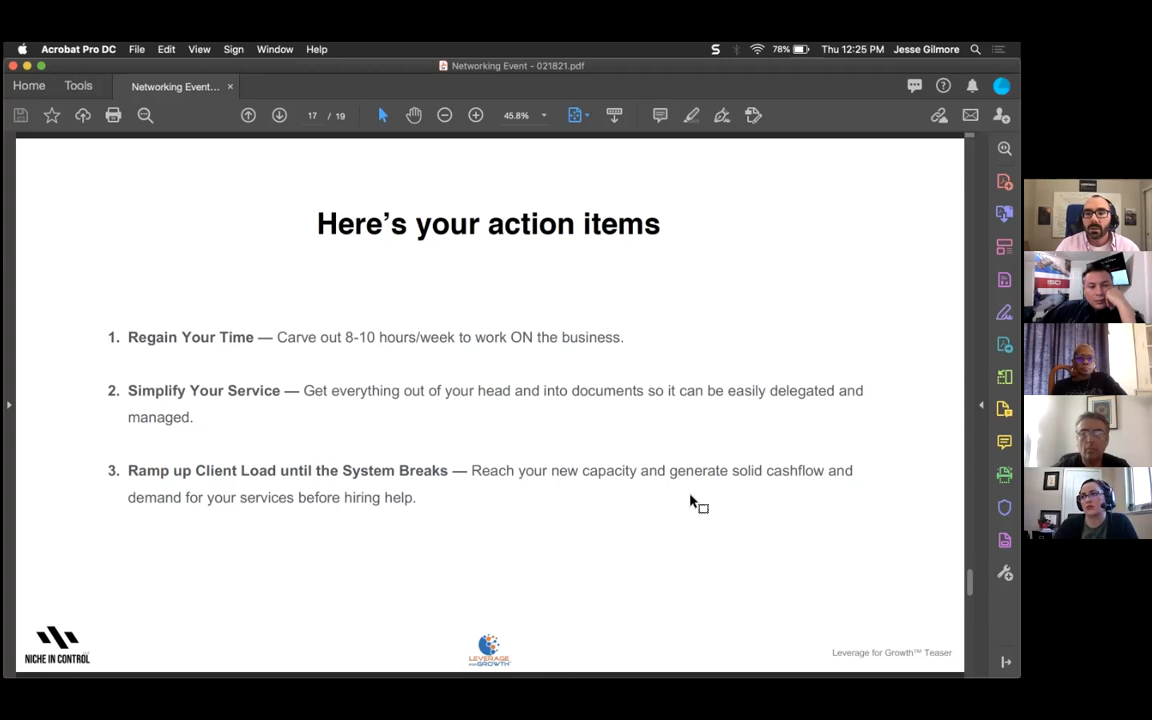 Acrobat Pro DC File Edit View Sign Window Help
78% Thu 12:25 PM Jesse Gilmore
Networking Event - 021821.pdf
Home Tools Networking Event... ×
17 / 19 45.8%
Here's your action items
1. Regain Your Time — Carve out 8-10 hours/week to work ON the business.
2. Simplify Your Service — Get everything out of your head and into documents so it can be easily delegated and
managed.
3. Ramp up Client Load until the System Breaks — Reach your new capacity and generate solid cashflow and
demand for your services before hiring help.
NICHE IN CONTROL
LEVERAGE
GROWTH
Leverage for Growth™ Teaser